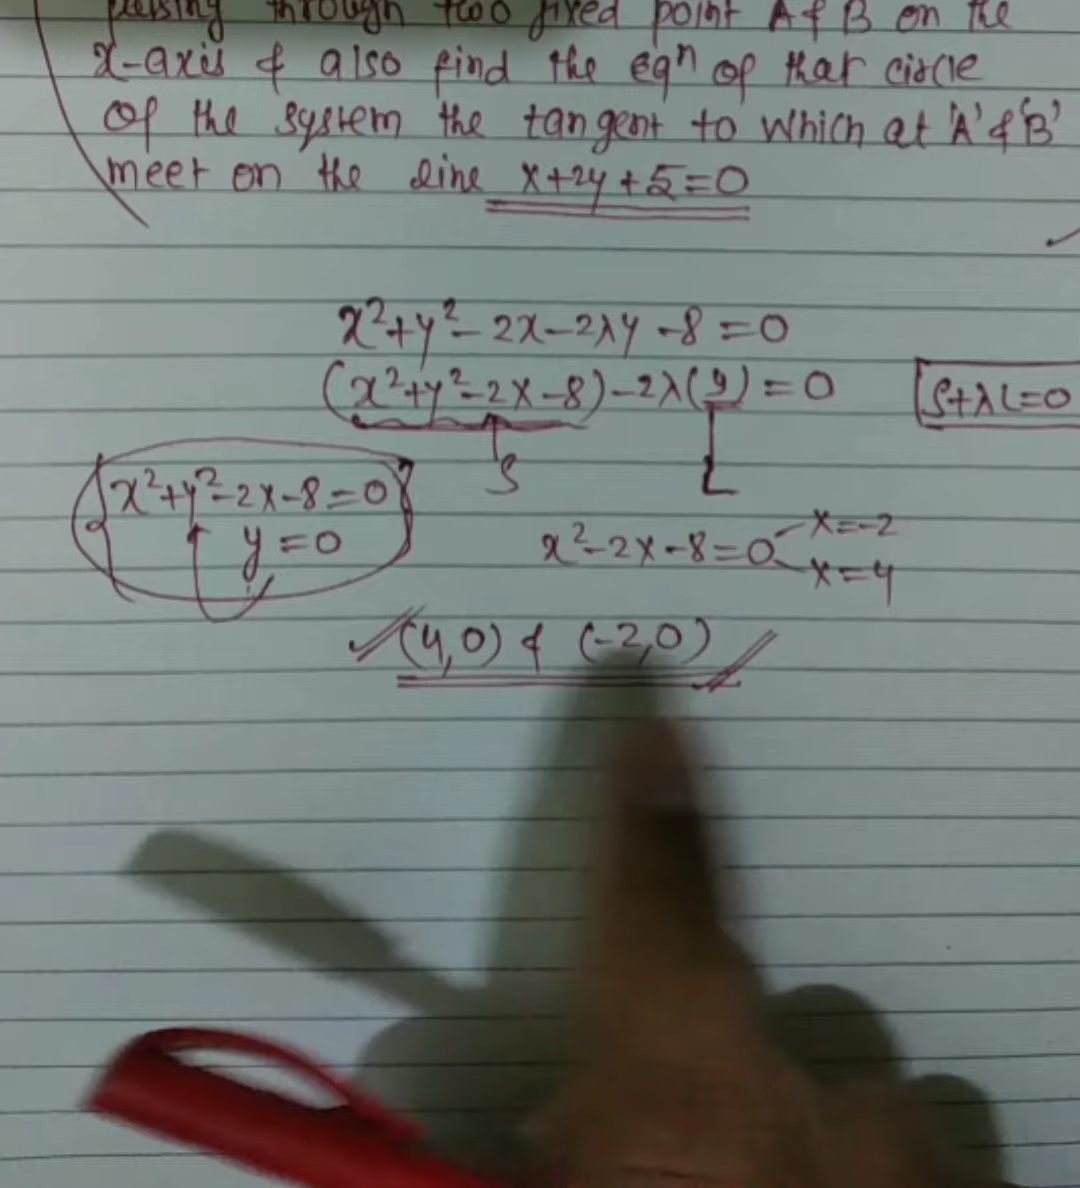 passing through two fixed point A & B on the
x-axis & also find the eqⁿ of that circle
of the system the tangent to which at 'A' & 'B'
meet on the line x+2y+5=0
x²+y²-2x-2λy-8=0
(x²+y²-2x-8)-2λ(y)=0
S+λL=0
S
L
x²+y²-2x-8=0
y=0
x²-2x-8=0
x=-2
x=4
(4,0) & (-2,0)